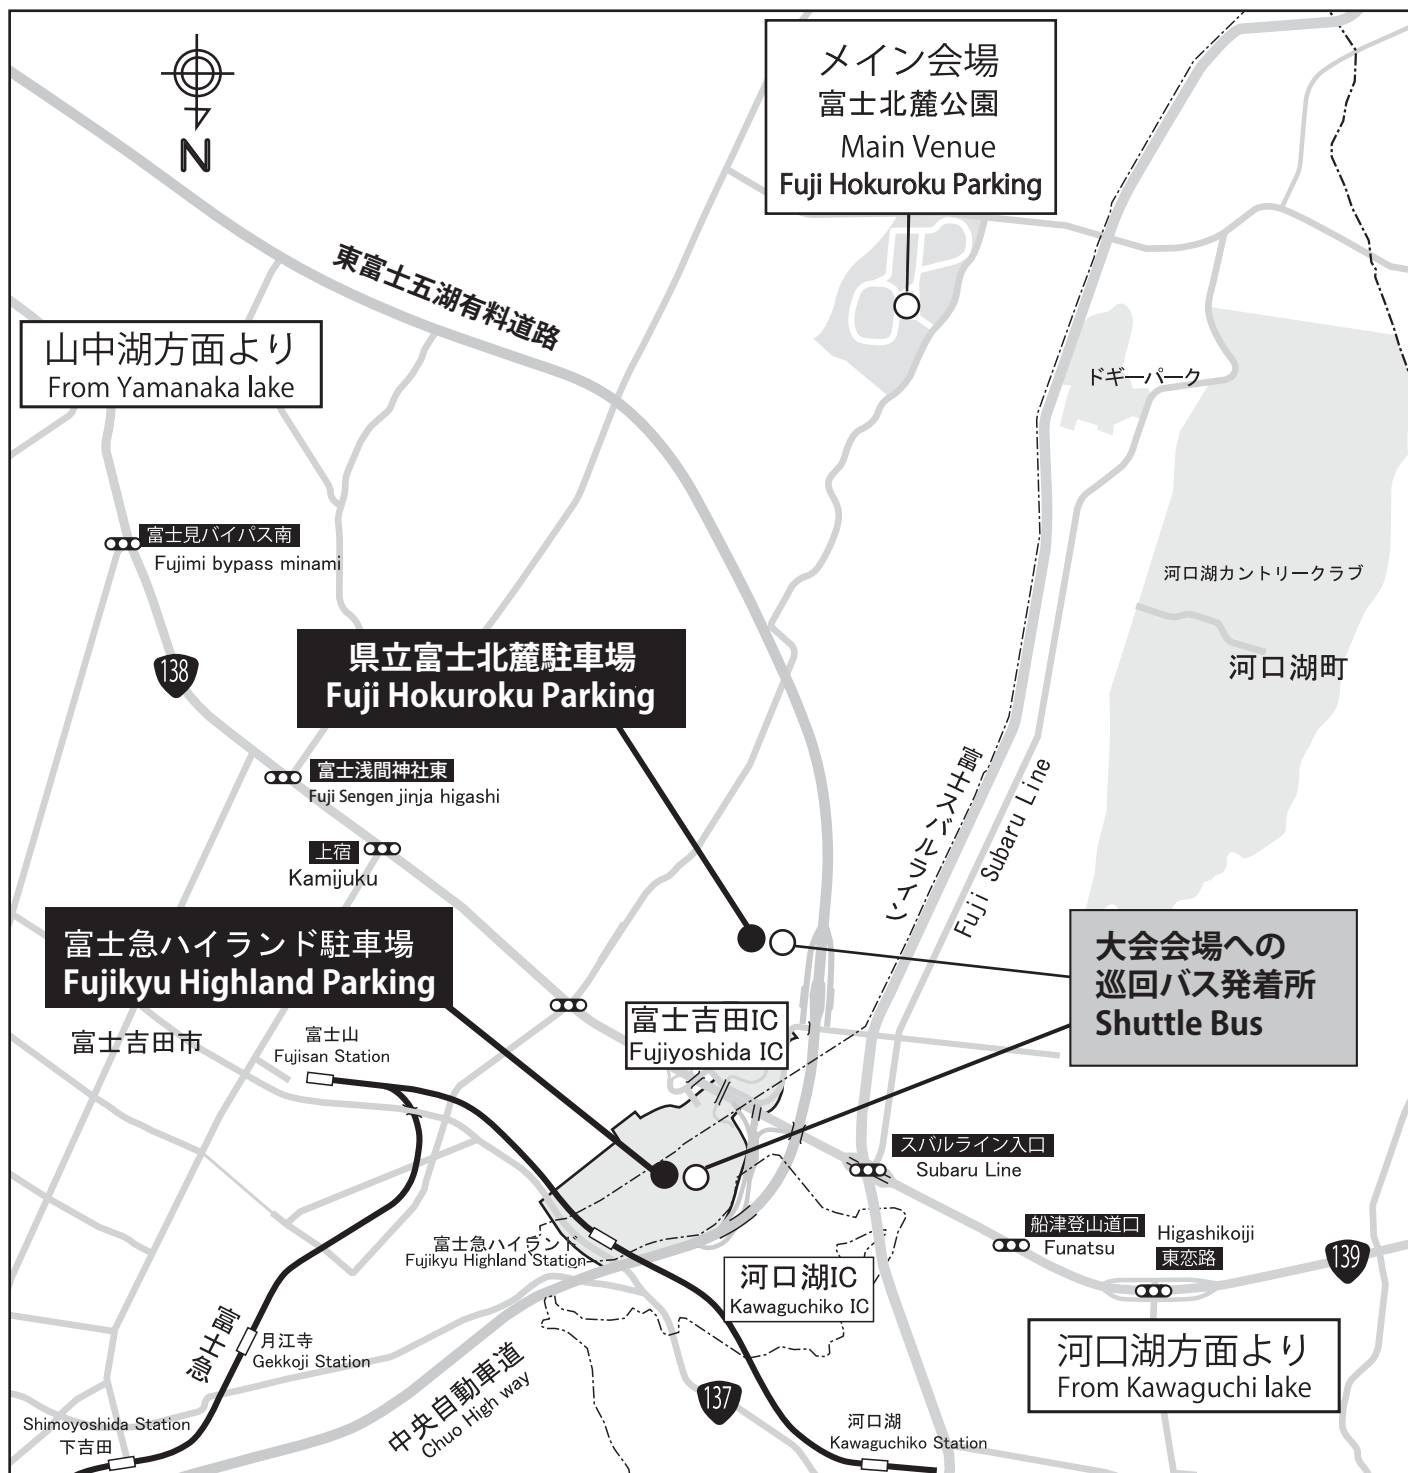 メイン会場
富士北麓公園
Main Venue
Fuji Hokuroku Parking
N
東富士五湖有料道路
山中湖方面より
From Yamanaka lake
ドギーパーク
富士見バイパス南
Fujimi bypass minami
河口湖カントリークラブ
河口湖町
138
県立富士北麓駐車場
Fuji Hokuroku Parking
富士浅間神社東
Fuji Sengen jinja higashi
上宿
Kamijuku
富士スバルライン
Fuji Subaru Line
富士急ハイランド駐車場
Fujikyu Highland Parking
大会会場への
巡回バス発着所
Shuttle Bus
富士吉田市
富士山
Fujisan Station
富士吉田IC
Fujiyoshida IC
スバルライン入口
Subaru Line
船津登山道口
Funatsu
Higashikoiji
東恋路
139
富士急ハイランド
Fujikyu Highland Station
河口湖IC
Kawaguchiko IC
富士急
月江寺
Gekkoji Station
中央自動車道
Chuo High way
137
河口湖方面より
From Kawaguchi lake
Shimoyoshida Station
下吉田
河口湖
Kawaguchiko Station